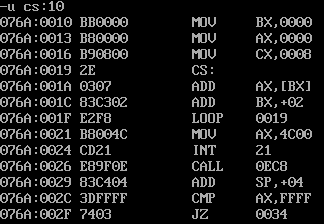 -u cs:10
076A:0010 BB0000 MOV BX,0000
076A:0013 B80000 MOV AX,0000
076A:0016 B90800 MOV CX,0008
076A:0019 2E CS:
076A:001A 0307 ADD AX,[BX]
076A:001C 83C302 ADD BX,+02
076A:001F E2F8 LOOP 0019
076A:0021 B8004C MOV AX,4C00
076A:0024 CD21 INT 21
076A:0026 E89F0E CALL 0EC8
076A:0029 83C404 ADD SP,+04
076A:002C 3DFFFF CMP AX,FFFF
076A:002F 7403 JZ 0034